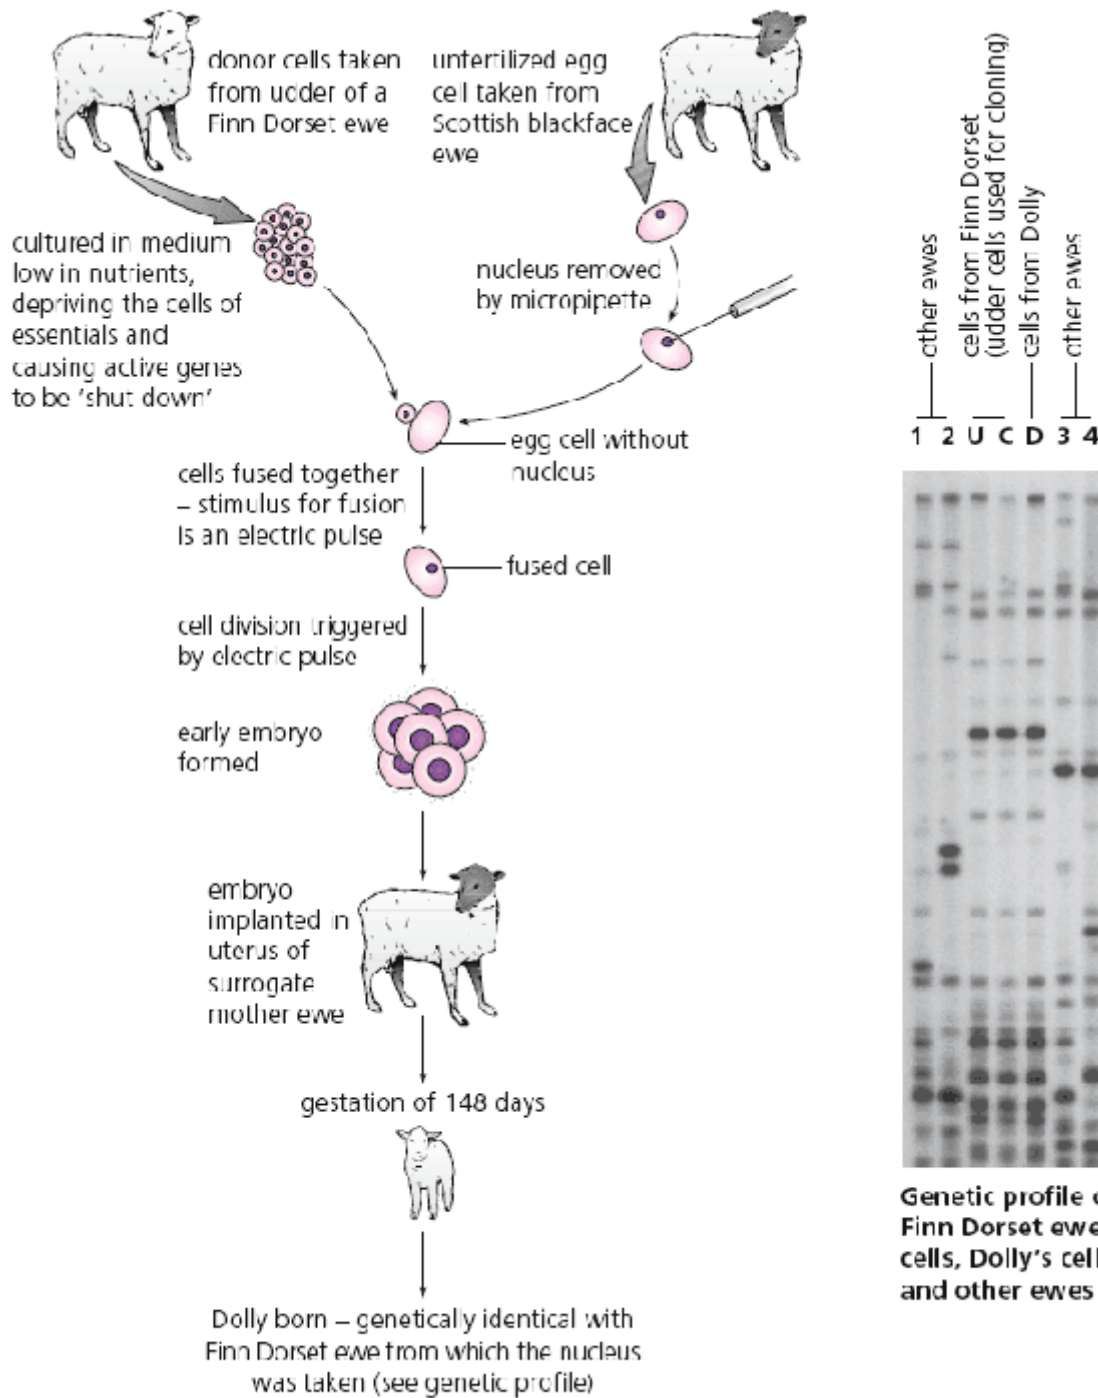 donor cells taken
from udder of a
Finn Dorset ewe
unfertilized egg
cell taken from
Scottish blackface
ewe
cultured in medium
low in nutrients,
depriving the cells of
essentials and
causing active genes
to be 'shut down'
nucleus removed
by micropipette
egg cell without
nucleus
cells fused together
– stimulus for fusion
is an electric pulse
fused cell
cell division triggered
by electric pulse
early embryo
formed
embryo
implanted in
uterus of
surrogate
mother ewe
gestation of 148 days
Dolly born – genetically identical with
Finn Dorset ewe from which the nucleus
was taken (see genetic profile)
other ewes
cells from Finn Dorset
(udder cells used for cloning)
cells from Dolly
other ewes
1 2 U C D 3 4
Genetic profile
Finn Dorset ewe
cells, Dolly's cell
and other ewes